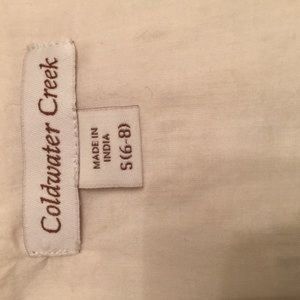 Coldwater Creek
MADE IN
INDIA
S(6-8)